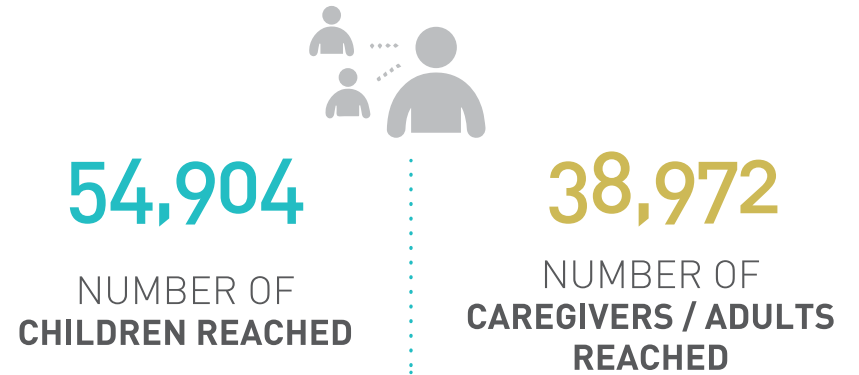 54,904
NUMBER OF
CHILDREN REACHED
38,972
NUMBER OF
CAREGIVERS / ADULTS
REACHED